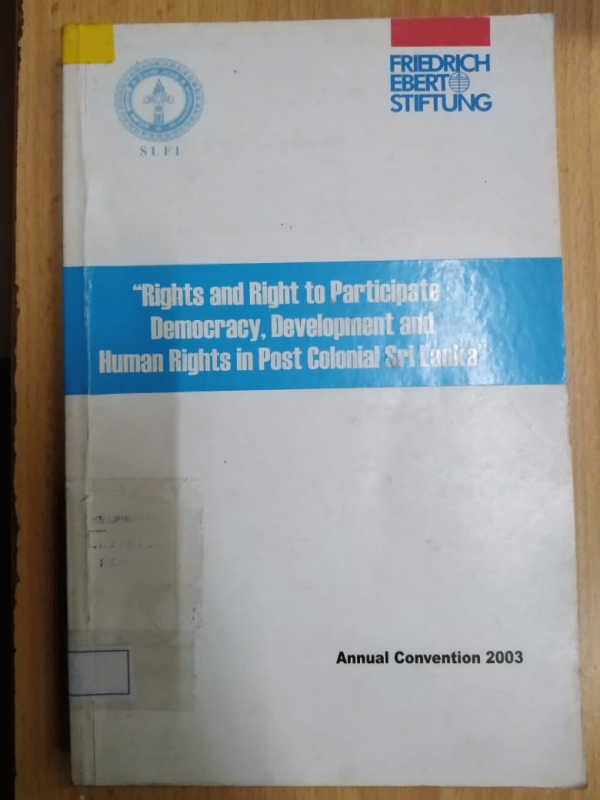 SLFI
FRIEDRICH
EBERT
STIFTUNG
“Rights and Right to Participate :
Democracy, Development and
Human Rights in Post Colonial Sri Lanka”
Annual Convention 2003